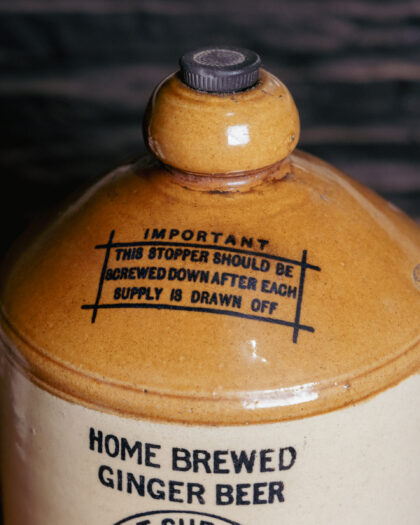 IMPORTANT
THIS STOPPER SHOULD BE
SCREWED DOWN AFTER EACH
SUPPLY IS DRAWN OFF
HOME BREWED
GINGER BEER